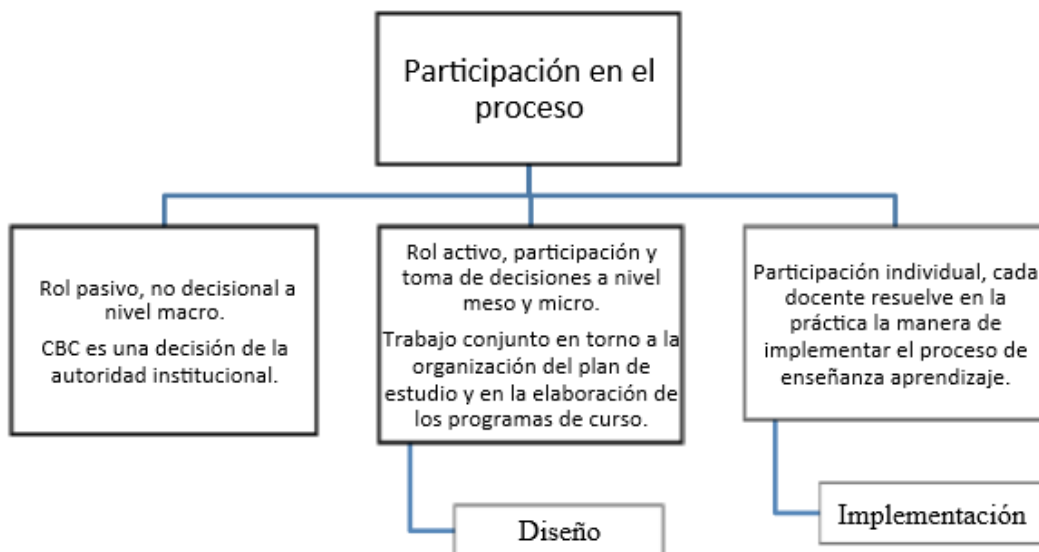 Participación en el
proceso
Rol pasivo, no decisional a
nivel macro.
CBC es una decisión de la
autoridad institucional.
Rol activo, participación y
toma de decisiones a nivel
meso y micro.
Trabajo conjunto en torno a la
organización del plan de
estudio y en la elaboración de
los programas de curso.
Participación individual, cada
docente resuelve en la
práctica la manera de
implementar el proceso de
enseñanza aprendizaje.
Diseño
Implementación